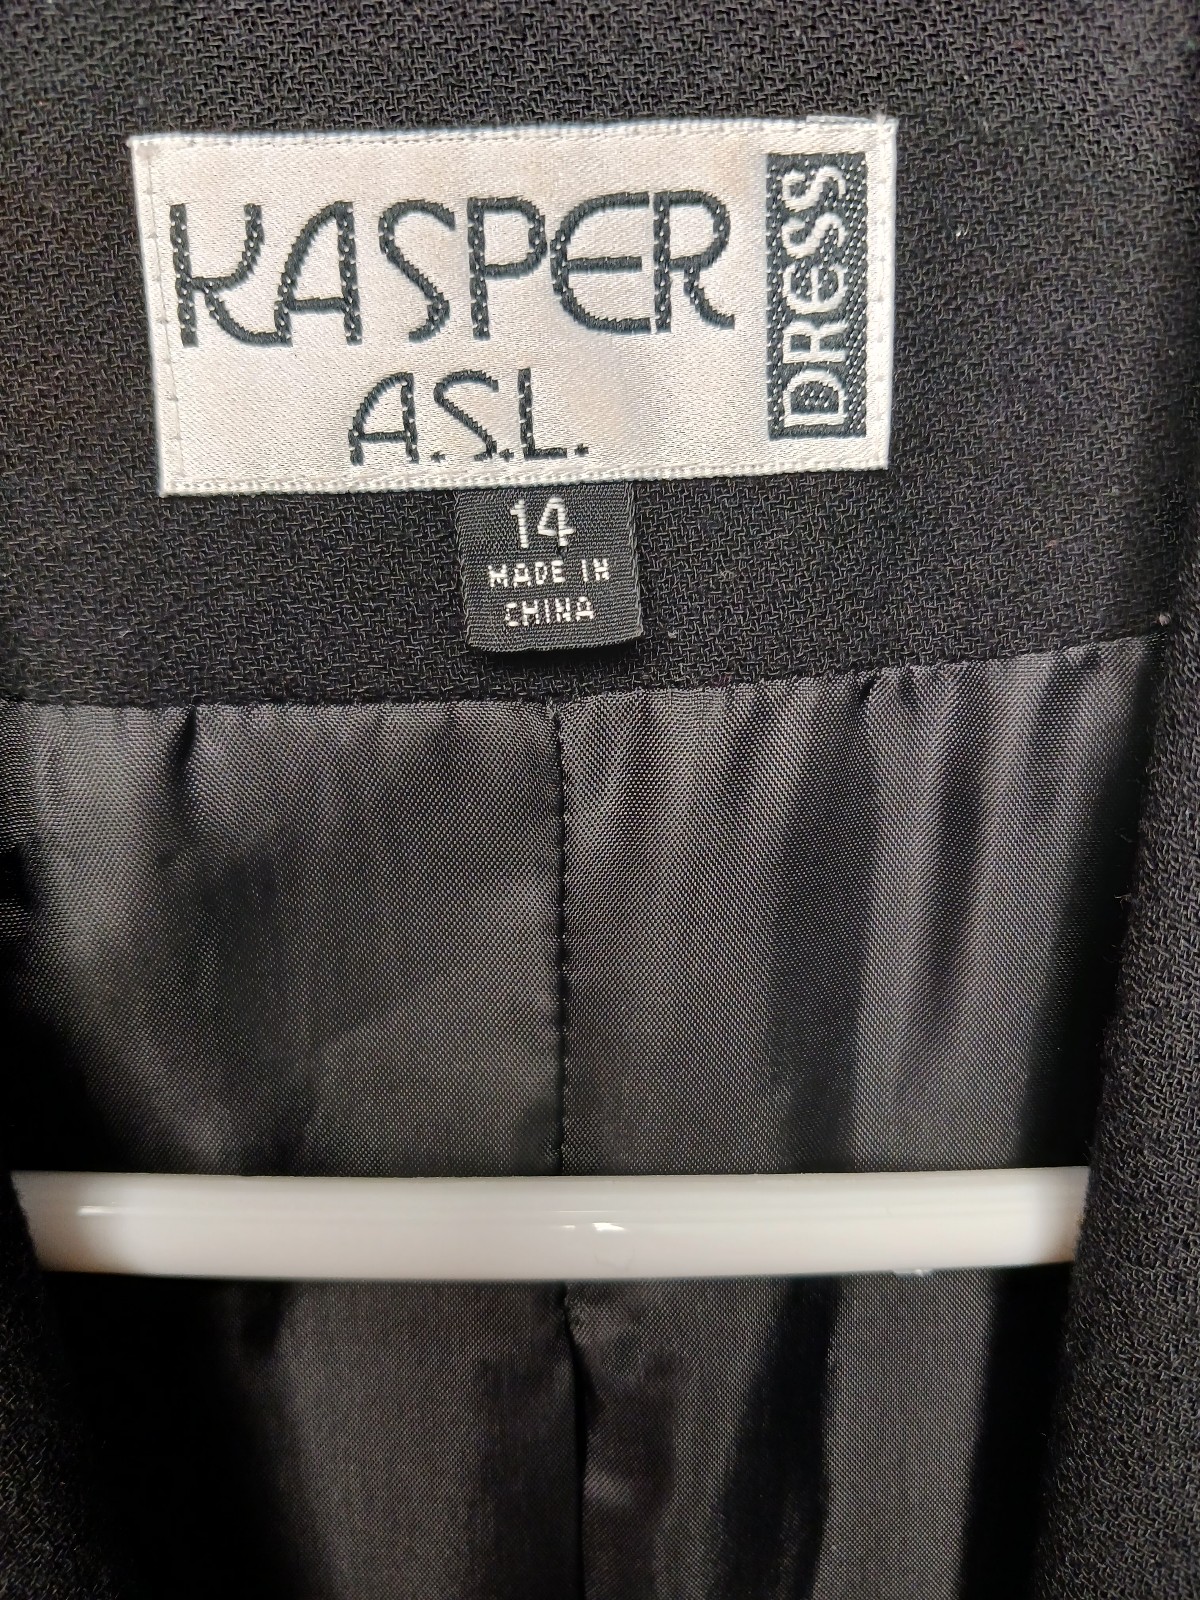 KASPER
A.S.L.
DRESS
14
MADE IN
CHINA